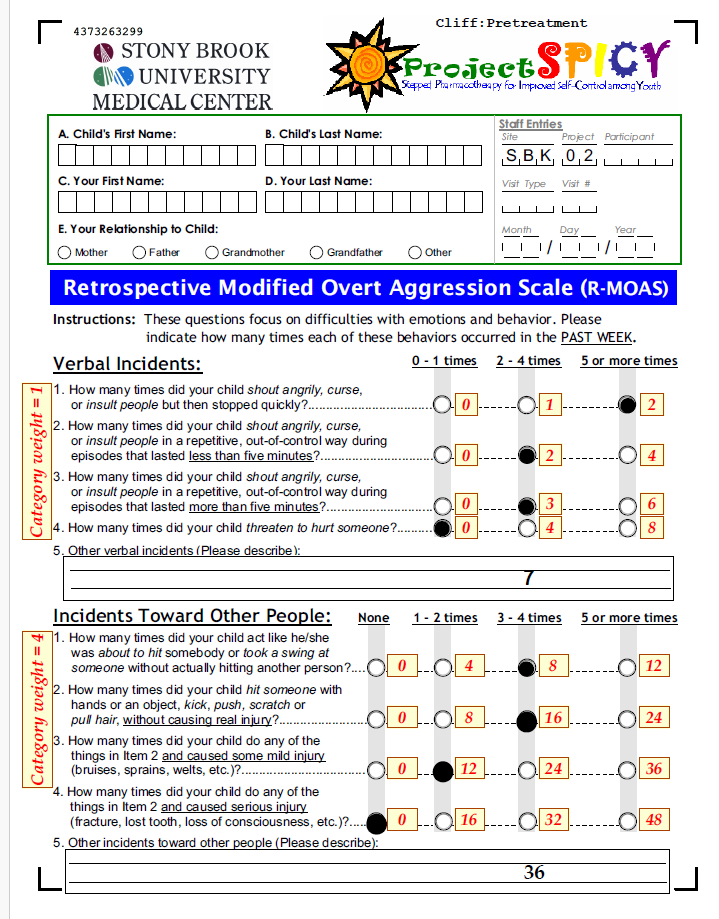 Cliff:Pretreatment
4373263299
STONY BROOK
UNIVERSITY
MEDICAL CENTER
ProjectSPICY
Stepped Pharmacotherapy for Improved Self-Control among Youth
Staff Entries
A. Child's First Name: B. Child's Last Name:
Site Project Participant
S B K 0 2
C. Your First Name: D. Your Last Name:
Visit Type Visit #
E. Your Relationship to Child:
Month Day Year
/ /
Mother Father Grandmother Grandfather Other
Retrospective Modified Overt Aggression Scale (R-MOAS)
Instructions: These questions focus on difficulties with emotions and behavior. Please
indicate how many times each of these behaviors occurred in the PAST WEEK.
Verbal Incidents: 0 - 1 times 2 - 4 times 5 or more times
Category weight = 1
1. How many times did your child shout angrily, curse,
or insult people but then stopped quickly?.................................. 0 1 2
2. How many times did your child shout angrily, curse,
or insult people in a repetitive, out-of-control way during
episodes that lasted less than five minutes?............................... 0 2 4
3. How many times did your child shout angrily, curse,
or insult people in a repetitive, out-of-control way during
episodes that lasted more than five minutes?............................. 0 3 6
4. How many times did your child threaten to hurt someone?.......... 0 4 8
5. Other verbal incidents (Please describe):
7
Incidents Toward Other People: None 1 - 2 times 3 - 4 times 5 or more times
Category weight = 4
1. How many times did your child act like he/she
was about to hit somebody or took a swing at
someone without actually hitting another person?.... 0 4 8 12
2. How many times did your child hit someone with
hands or an object, kick, push, scratch or
pull hair, without causing real injury?......................... 0 8 16 24
3. How many times did your child do any of the
things in Item 2 and caused some mild injury
(bruises, sprains, welts, etc.)?................................... 0 12 24 36
4. How many times did your child do any of the
things in Item 2 and caused serious injury
(fracture, lost tooth, loss of consciousness, etc.)?..... 0 16 32 48
5. Other incidents toward other people (Please describe):
36